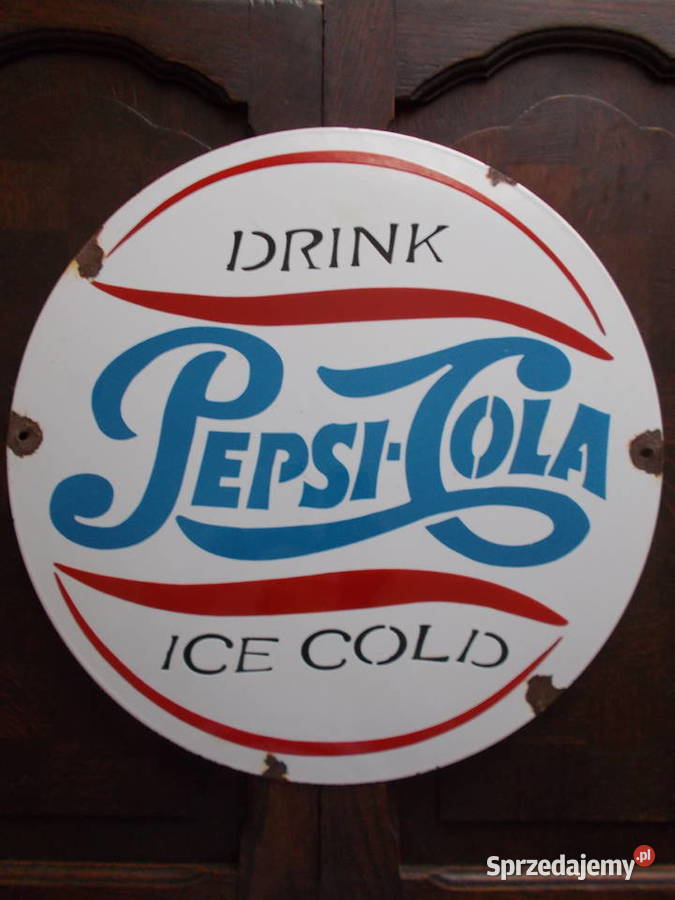 DRINK
PEPSI-COLA
ICE COLD
Sprzedajemy.pl